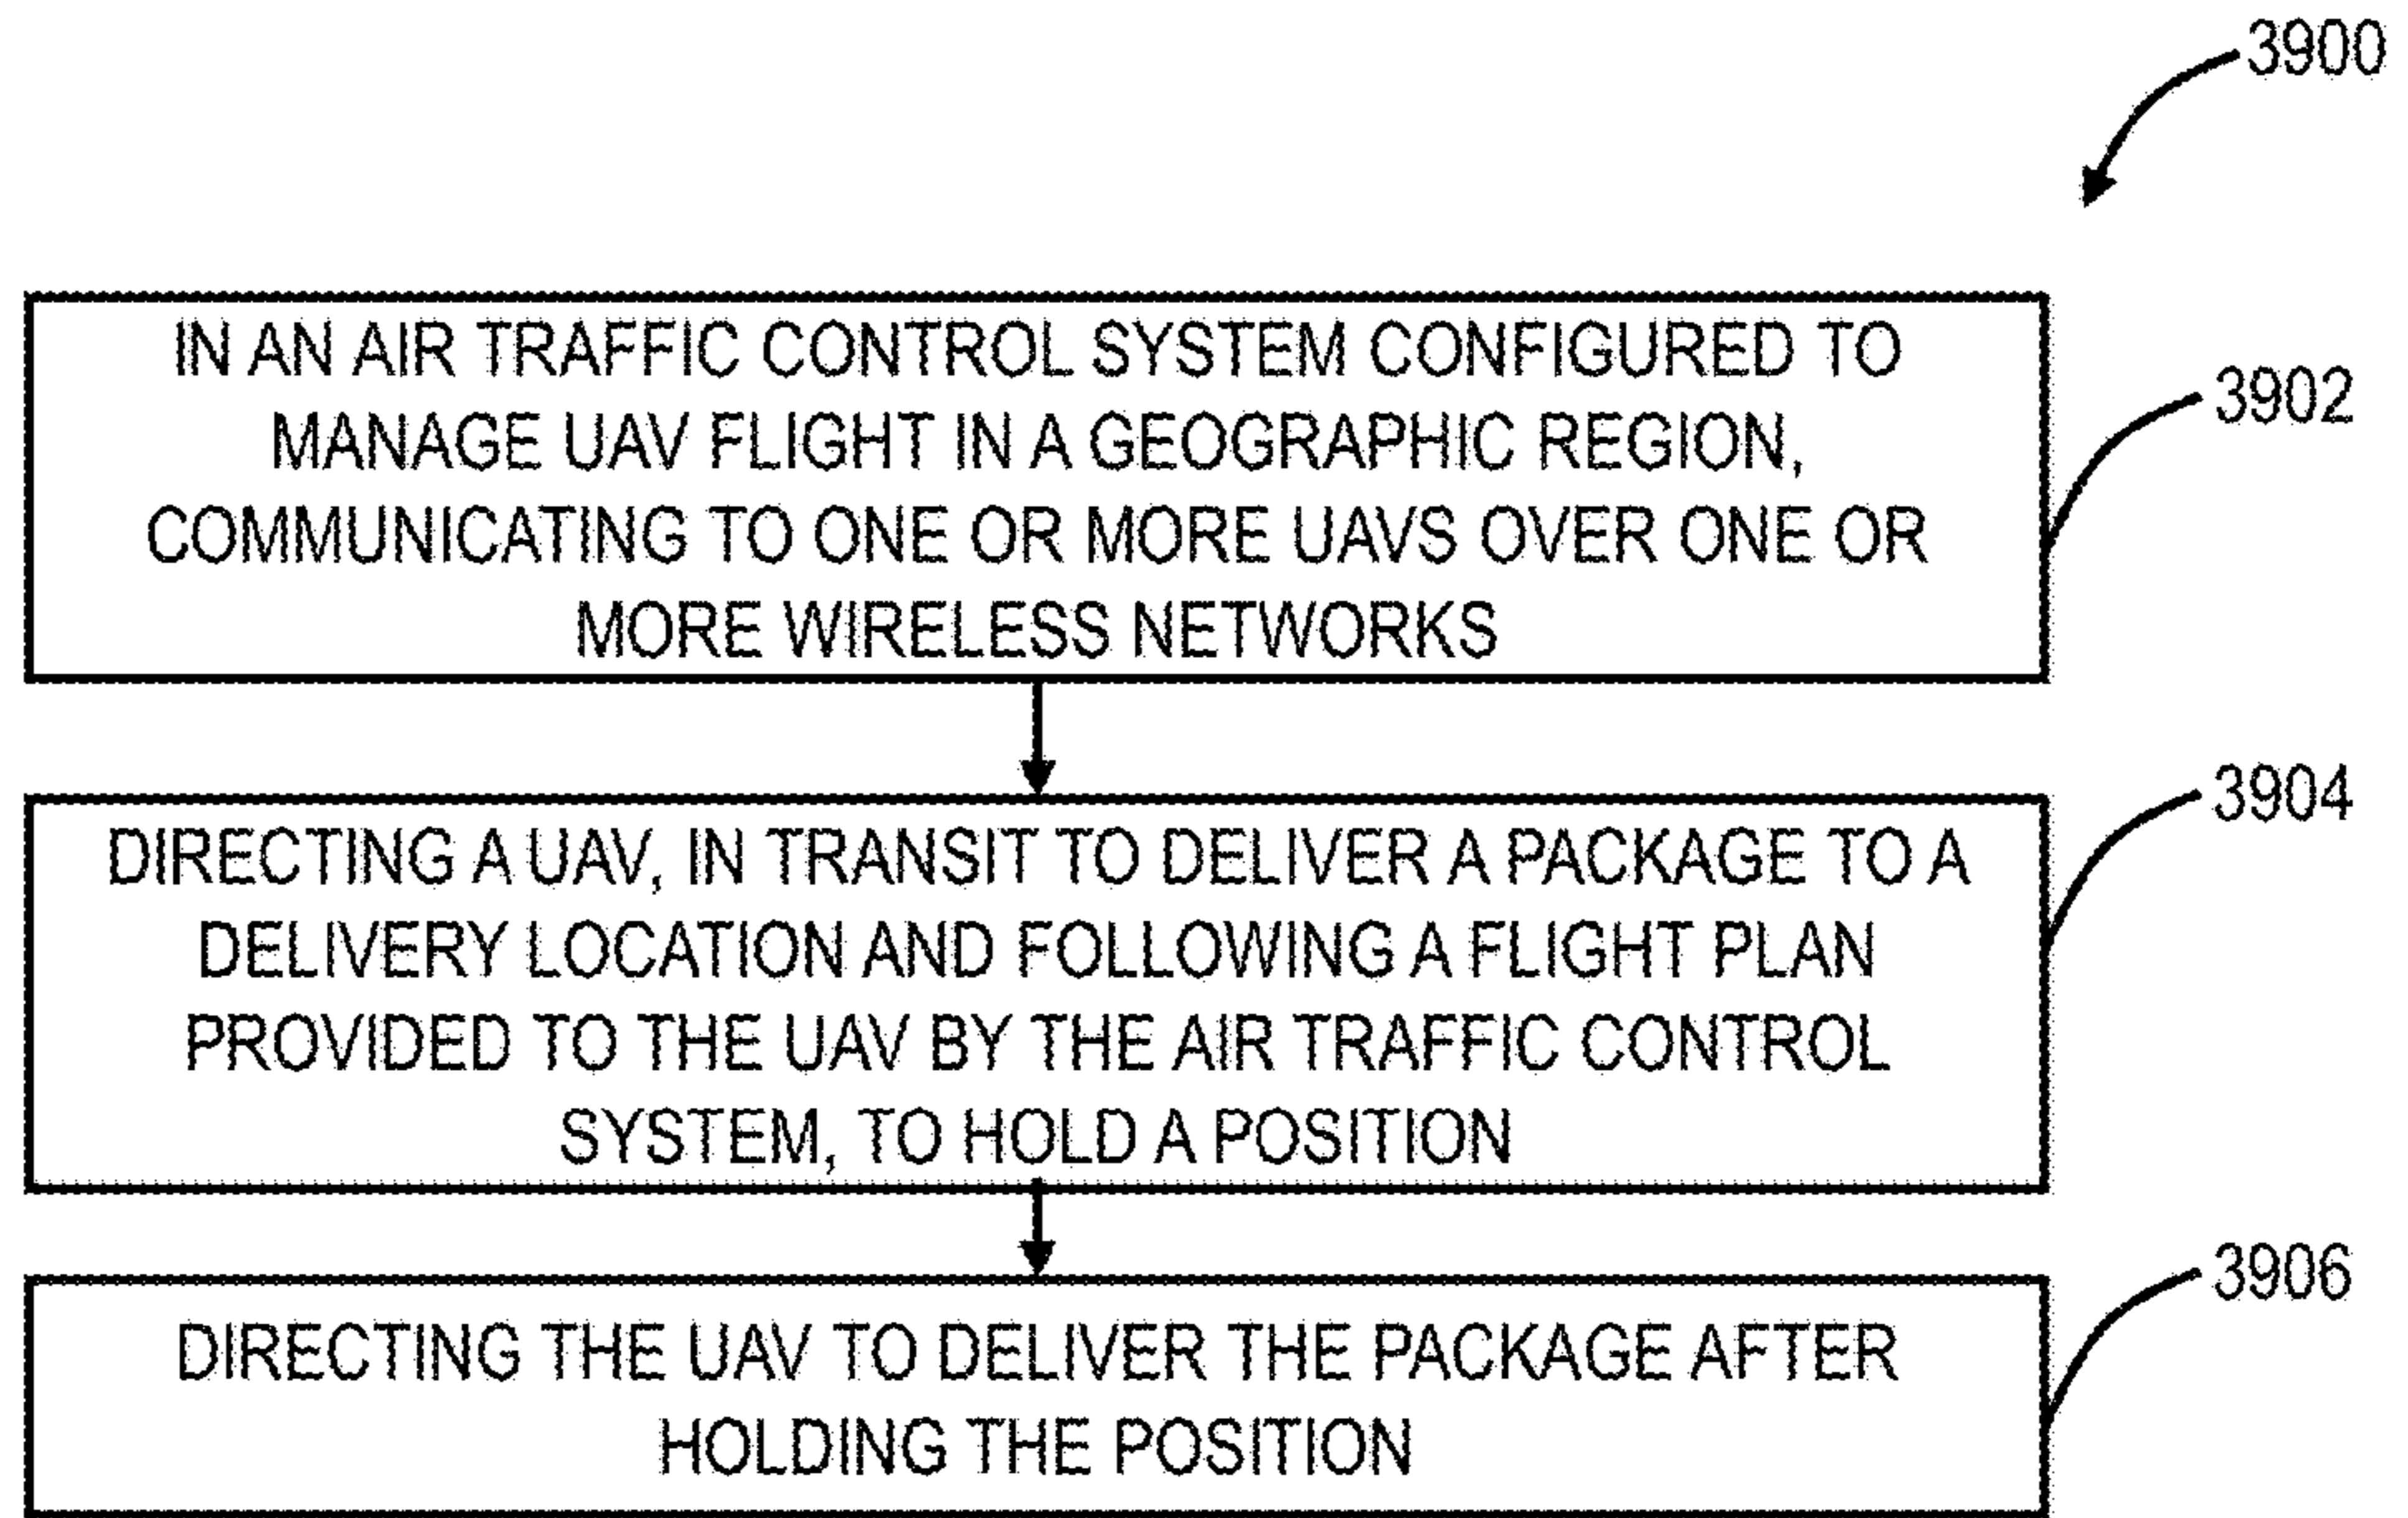 3900
IN AN AIR TRAFFIC CONTROL SYSTEM CONFIGURED TO
MANAGE UAV FLIGHT IN A GEOGRAPHIC REGION,
COMMUNICATING TO ONE OR MORE UAVS OVER ONE OR
MORE WIRELESS NETWORKS
3902
DIRECTING A UAV, IN TRANSIT TO DELIVER A PACKAGE TO A
DELIVERY LOCATION AND FOLLOWING A FLIGHT PLAN
PROVIDED TO THE UAV BY THE AIR TRAFFIC CONTROL
SYSTEM, TO HOLD A POSITION
3904
DIRECTING THE UAV TO DELIVER THE PACKAGE AFTER
HOLDING THE POSITION
3906